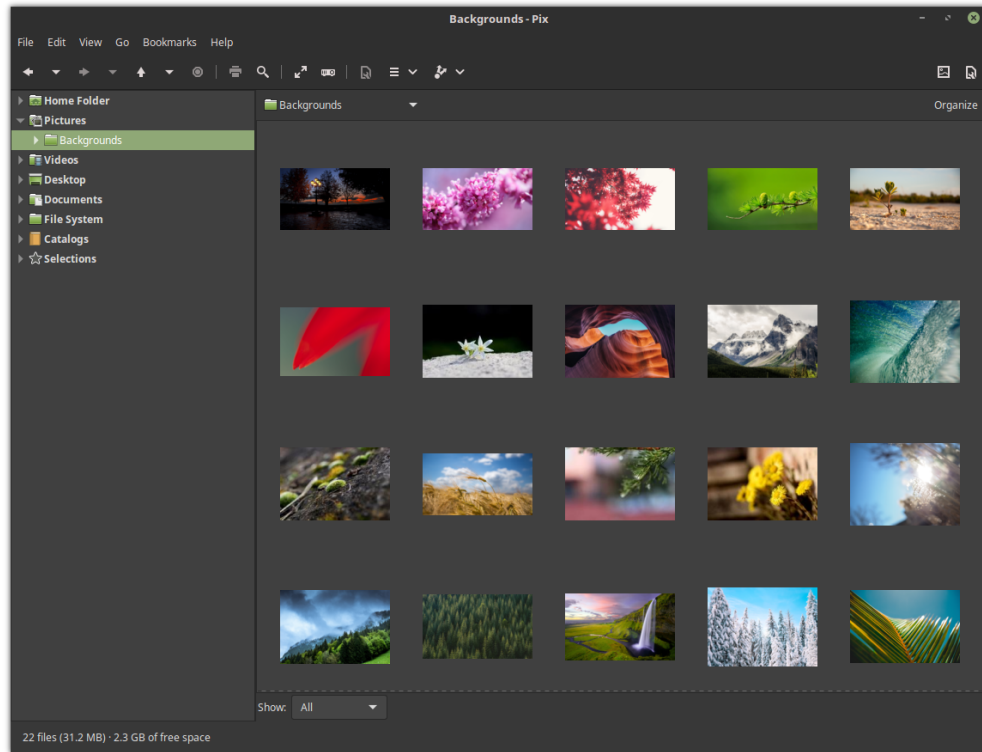 Backgrounds - Pix
File Edit View Go Bookmarks Help
Home Folder
Pictures
Backgrounds
Videos
Desktop
Documents
File System
Catalogs
Selections
Backgrounds
Organize
Show: All
22 files (31.2 MB) · 2.3 GB of free space